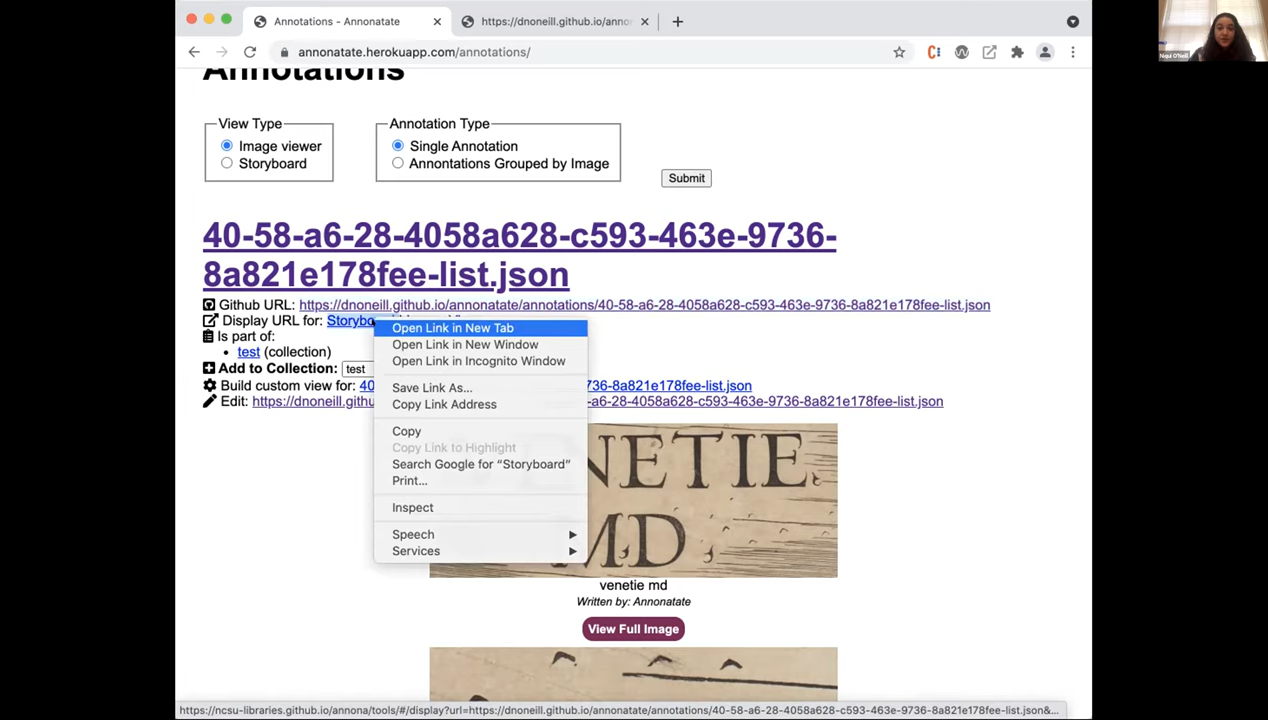 Annotations - Annonatate
https://dnoneill.github.io/annon
annonatate.herokuapp.com/annotations/
Niqui O'Neill
Annotations
View Type
Image viewer
Storyboard
Annotation Type
Single Annotation
Annontations Grouped by Image
Submit
40-58-a6-28-4058a628-c593-463e-9736-
8a821e178fee-list.json
Github URL: https://dnoneill.github.io/annonatate/annotations/40-58-a6-28-4058a628-c593-463e-9736-8a821e178fee-list.json
Display URL for: Storybo
Is part of:
test (collection)
Add to Collection: test
Build custom view for: 40 736-8a821e178fee-list.json
Edit: https://dnoneill.githu s-a6-28-4058a628-c593-463e-9736-8a821e178fee-list.json
Open Link in New Tab
Open Link in New Window
Open Link in Incognito Window
Save Link As...
Copy Link Address
Copy
Copy Link to Highlight
Search Google for “Storyboard”
Print...
Inspect
Speech
Services
NETIE
MD
venetie md
Written by: Annonatate
View Full Image
https://ncsu-libraries.github.io/annona/tools/#/display?url=https://dnoneill.github.io/annonatate/annotations/40-58-a6-28-4058a628-c593-463e-9736-8a821e178fee-list.json&...